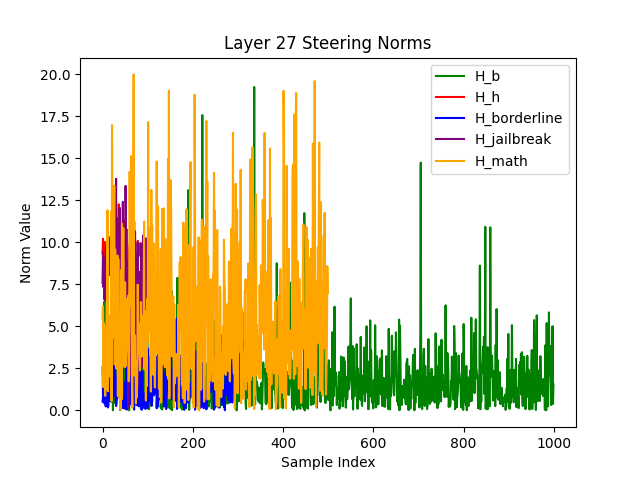 Layer 27 Steering Norms
20.0
17.5
15.0
12.5
10.0
7.5
5.0
2.5
0.0
Norm Value
H_b
H_h
H_borderline
H_jailbreak
H_math
0 200 400 600 800 1000
Sample Index